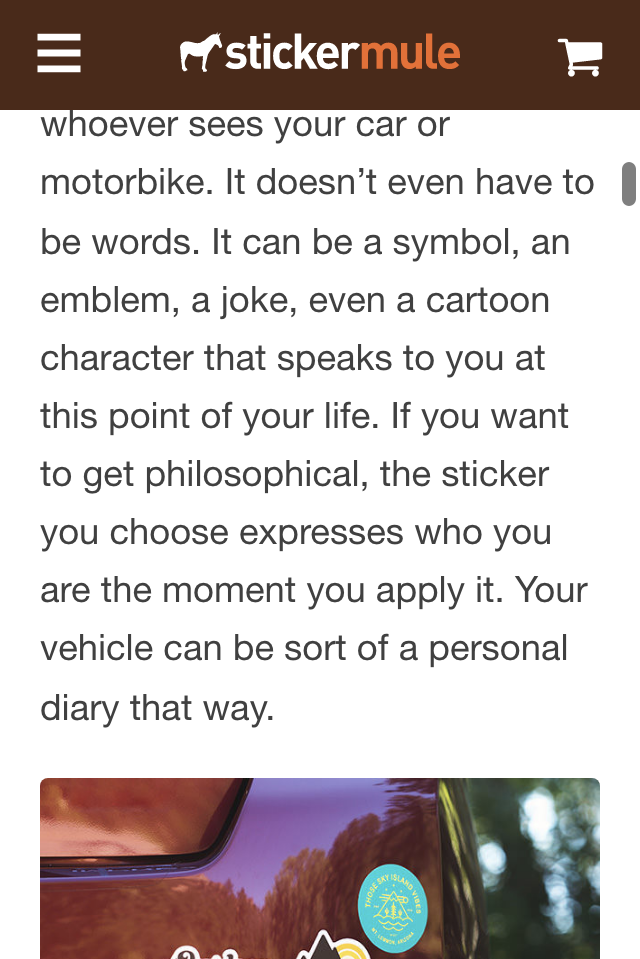 stickermule
whoever sees your car or
motorbike. It doesn’t even have to
be words. It can be a symbol, an
emblem, a joke, even a cartoon
character that speaks to you at
this point of your life. If you want
to get philosophical, the sticker
you choose expresses who you
are the moment you apply it. Your
vehicle can be sort of a personal
diary that way.
THOSE SKY ISLAND VIBES
MT. LEMMON, ARIZONA